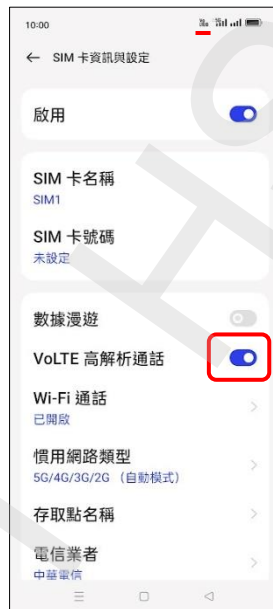 10:00
← SIM 卡資訊與設定
啟用
SIM 卡名稱
SIM1
SIM 卡號碼
未設定
數據漫遊
VoLTE 高解析通話
Wi-Fi 通話
已開啟
慣用網路類型
5G/4G/3G/2G （自動模式）
存取點名稱
電信業者
中華電信